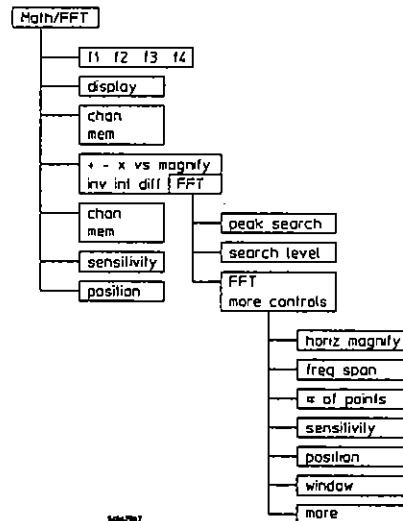 Math/FFT
f1 f2 f3 f4
display
chan
mem
+ - x vs magnify
inv int diff FFT
chan
mem
sensitivity
position
peak search
search level
FFT
more controls
horiz magnify
freq span
# of points
sensitivity
position
window
more